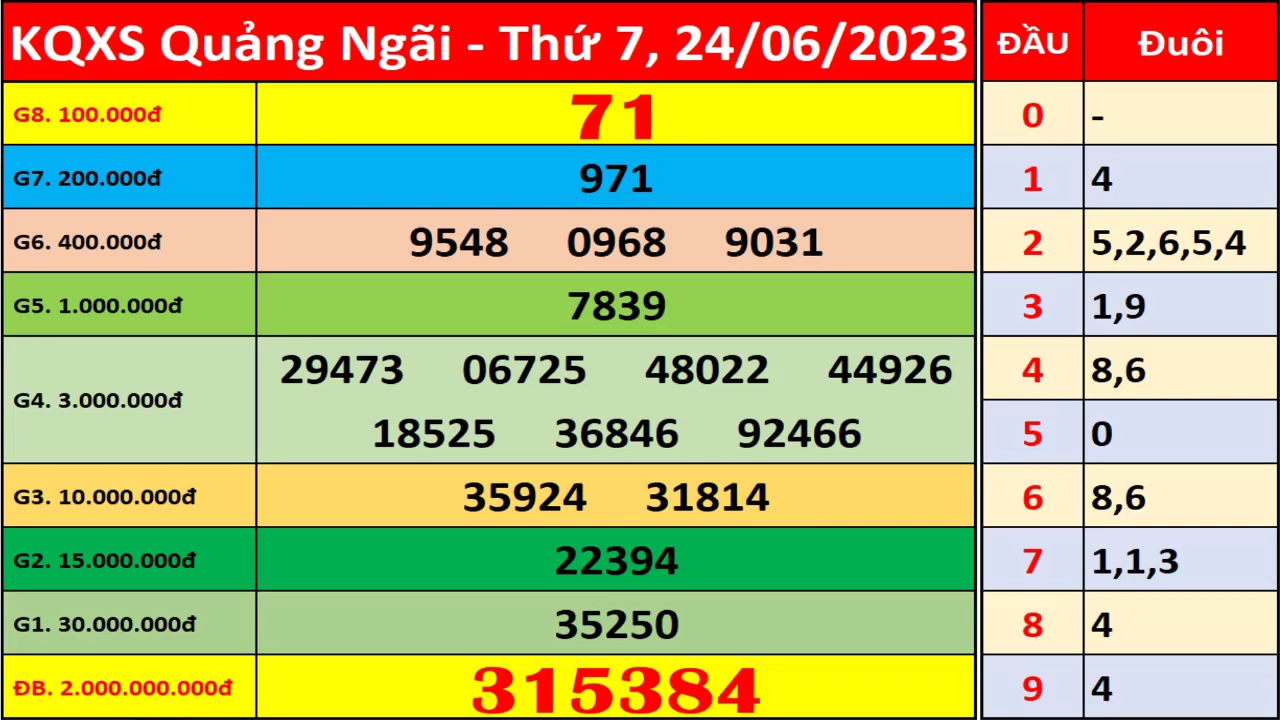 KQXS Quảng Ngãi - Thứ 7, 24/06/2023 ĐẦU Đuôi
G8. 100.000đ 71 0 -
G7. 200.000đ 971 1 4
G6. 400.000đ 9548 0968 9031 2 5,2,6,5,4
G5. 1.000.000đ 7839 3 1,9
29473 06725 48022 44926 4 8,6
G4. 3.000.000đ
18525 36846 92466 5 0
G3. 10.000.000đ 35924 31814 6 8,6
G2. 15.000.000đ 22394 7 1,1,3
G1. 30.000.000đ 35250 8 4
ĐB. 2.000.000.000đ 315384 9 4